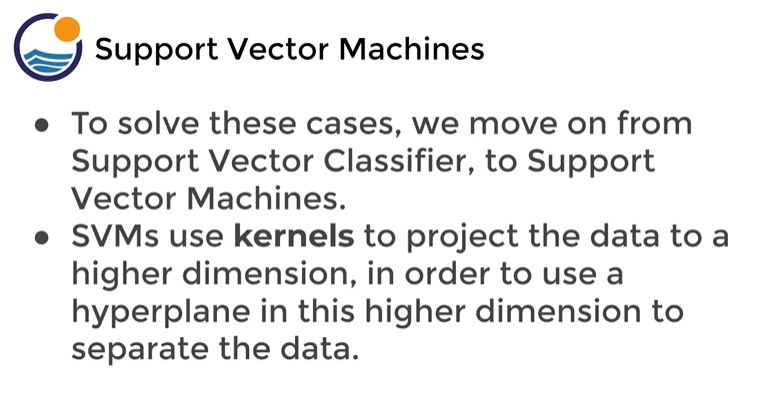 Support Vector Machines
● To solve these cases, we move on from
Support Vector Classifier, to Support
Vector Machines.
● SVMs use kernels to project the data to a
higher dimension, in order to use a
hyperplane in this higher dimension to
separate the data.